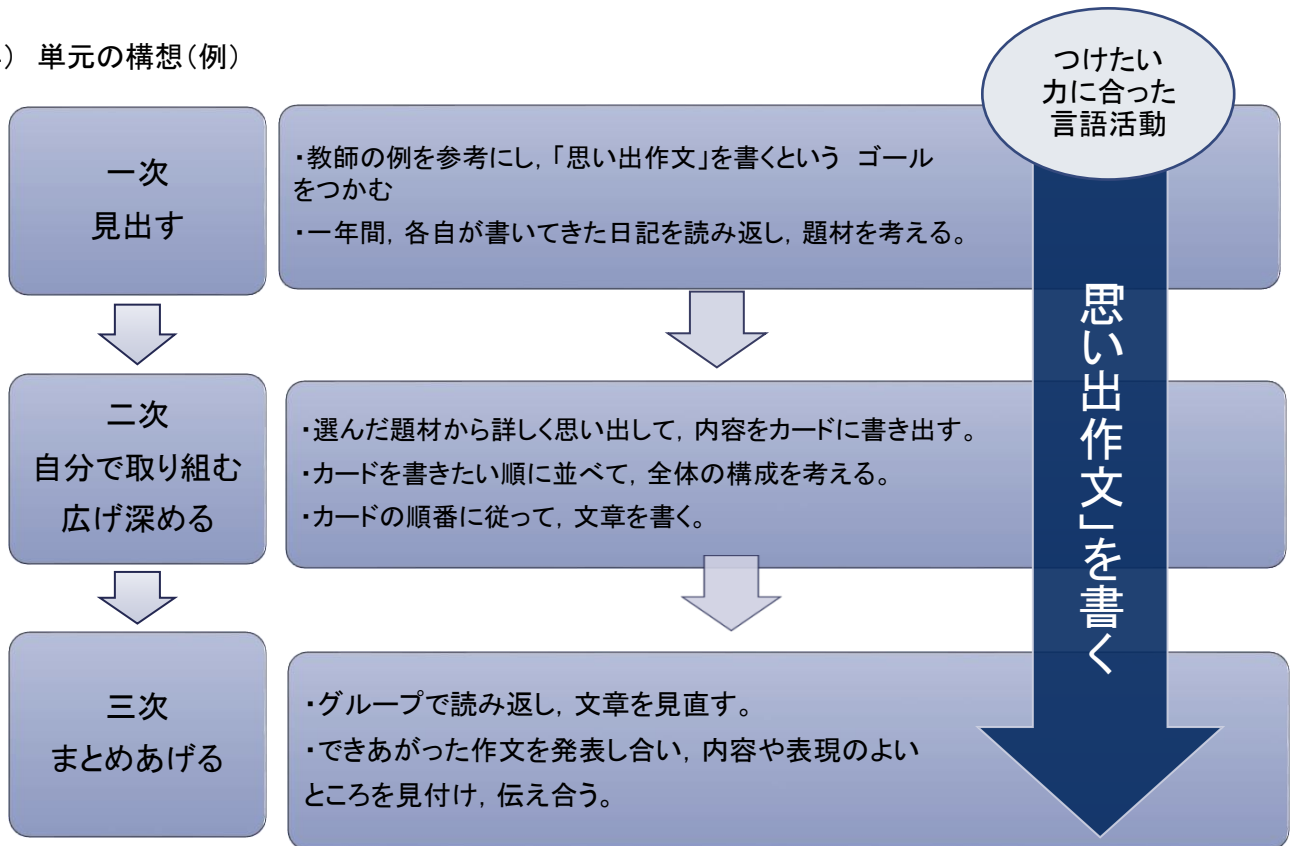 ) 単元の構想(例)
つけたい
力に合った
言語活動
一次
見出す
・教師の例を参考にし,「思い出作文」を書くという ゴール
をつかむ
・一年間,各自が書いてきた日記を読み返し,題材を考える。
二次
自分で取り組む
広げ深める
・選んだ題材から詳しく思い出して,内容をカードに書き出す。
・カードを書きたい順に並べて,全体の構成を考える。
・カードの順番に従って,文章を書く。
三次
まとめあげる
・グループで読み返し,文章を見直す。
・できあがった作文を発表し合い,内容や表現のよい
ところを見付け,伝え合う。
「思い出作文」を書く